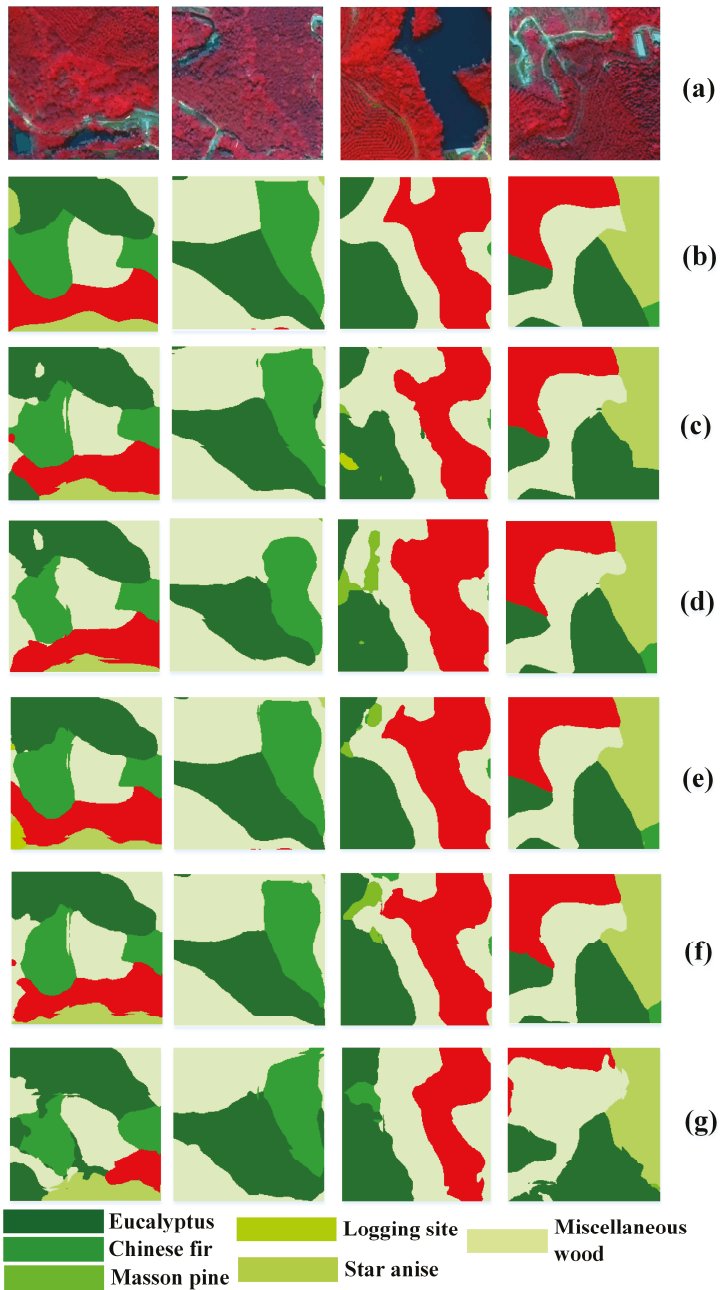 (a)
(b)
(c)
(d)
(e)
(f)
(g)
Eucalyptus
Chinese fir
Masson pine
Logging site
Star anise
Miscellaneous
wood